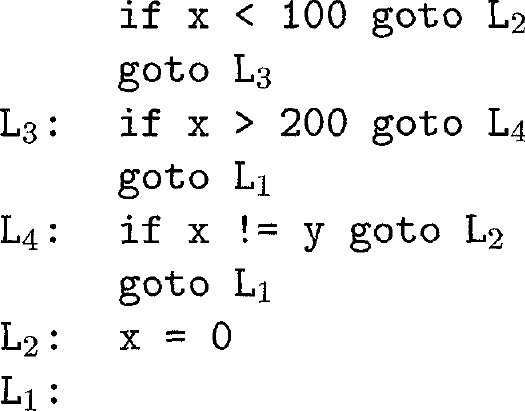 if x < 100 goto L₂
goto L₃
L₃: if x > 200 goto L₄
goto L₁
L₄: if x != y goto L₂
goto L₁
L₂: x = 0
L₁: